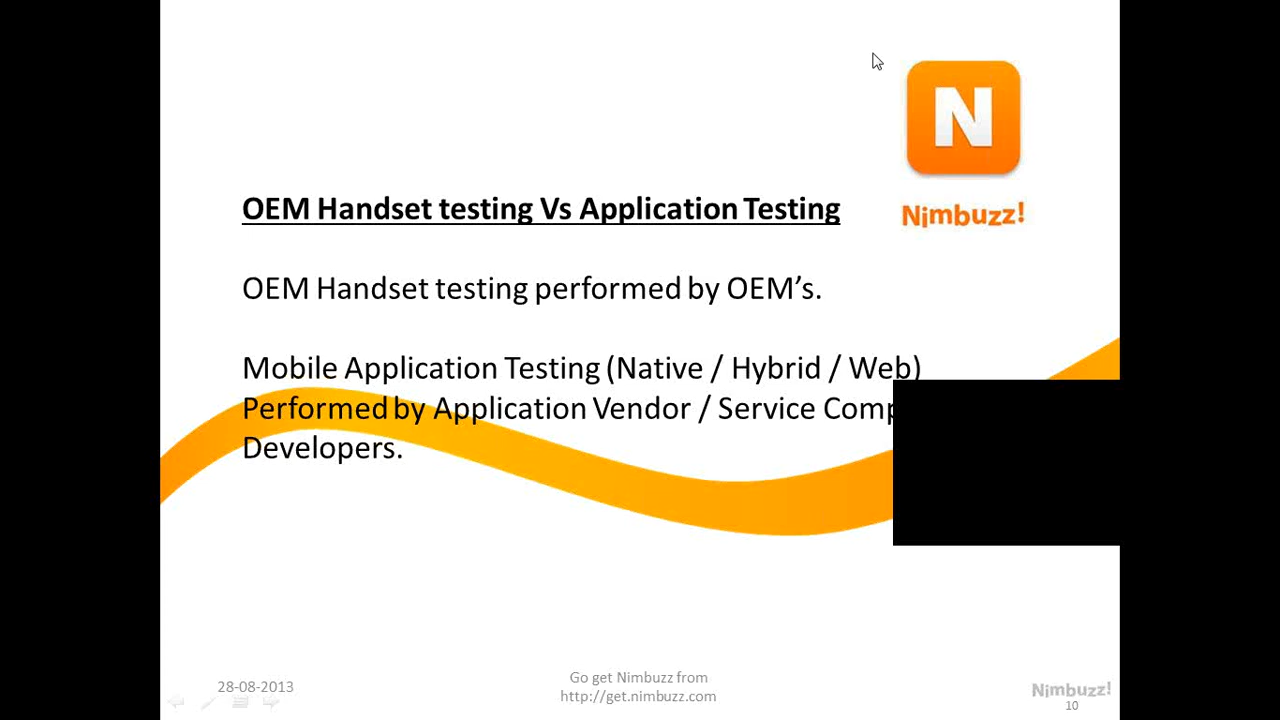 N
Nimbuzz!
OEM Handset testing Vs Application Testing
OEM Handset testing performed by OEM’s.
Mobile Application Testing (Native / Hybrid / Web)
Performed by Application Vendor / Service
Developers.
28-08-2013
Go get Nimbuzz from
http://get.nimbuzz.com
Nimbuzz!
10